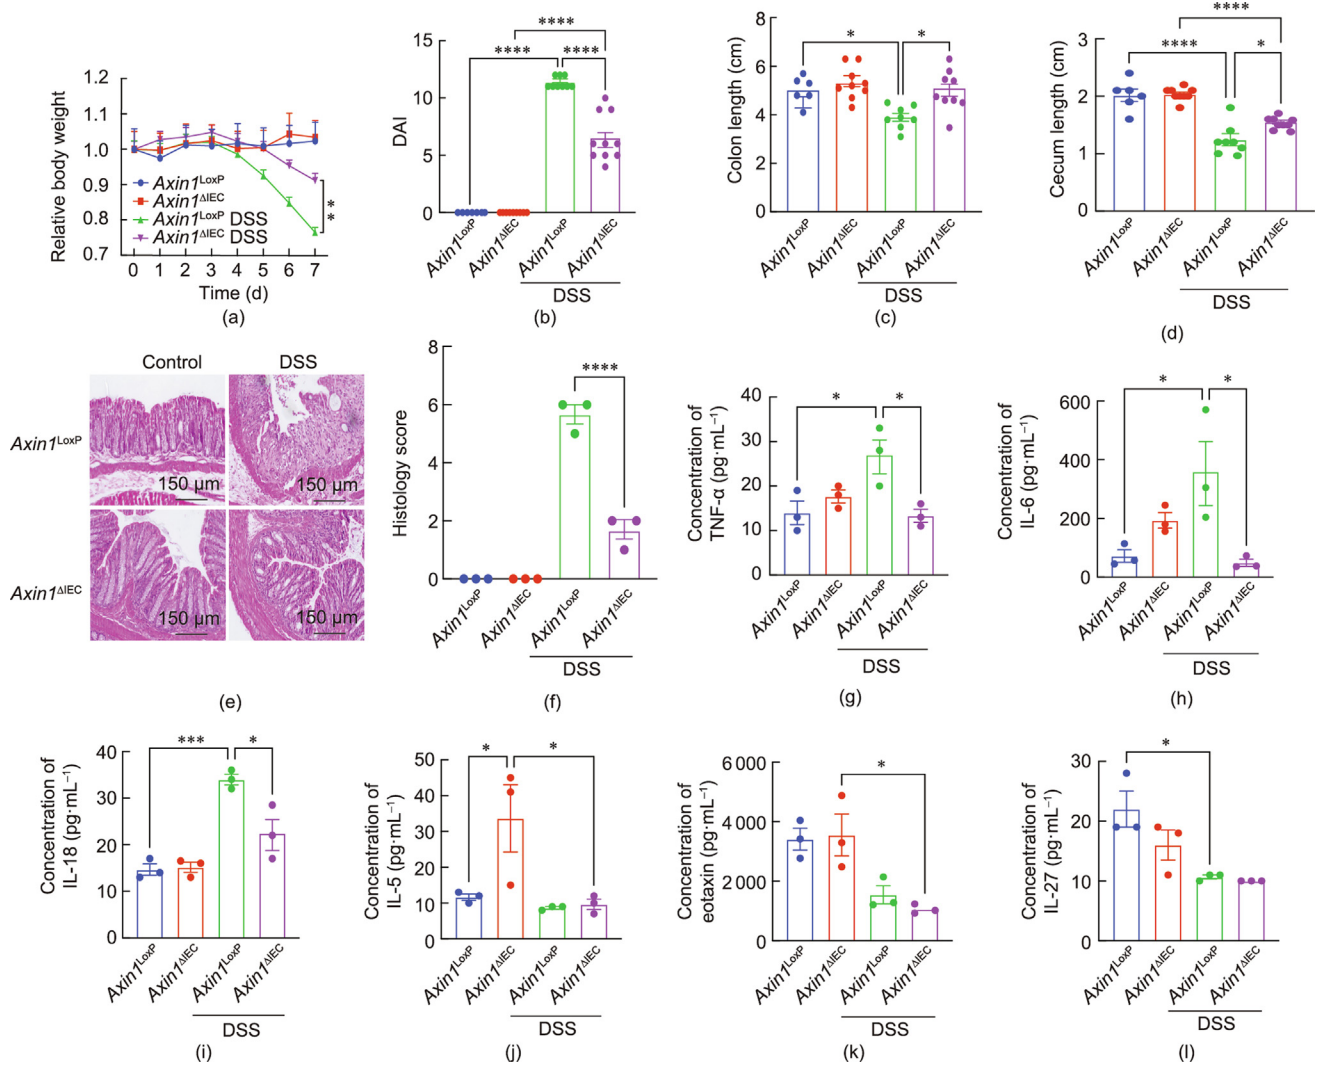 1.2
1.1
1.0
0.9
0.8
0.7
Relative body weight
Axin1LoxP
Axin1ΔIEC
Axin1LoxP DSS
Axin1ΔIEC DSS
**
0 1 2 3 4 5 6 7
Time (d)
(a)
****
**** ****
15
10
5
0
DAI
Axin1LoxP
Axin1ΔIEC
Axin1LoxP
Axin1ΔIEC
DSS
(b)
* *
8
6
4
2
0
Colon length (cm)
Axin1LoxP
Axin1ΔIEC
Axin1LoxP
Axin1ΔIEC
DSS
(c)
****
**** *
3
2
1
0
Cecum length (cm)
Axin1LoxP
Axin1ΔIEC
Axin1LoxP
Axin1ΔIEC
DSS
(d)
Control DSS
Axin1LoxP
150 μm 150 μm
Axin1ΔIEC
150 μm 150 μm
(e)
****
8
6
4
2
0
Histology score
Axin1LoxP
Axin1ΔIEC
Axin1LoxP
Axin1ΔIEC
DSS
(f)
* *
40
30
20
10
0
Concentration of
TNF-α (pg·mL−1)
Axin1LoxP
Axin1ΔIEC
Axin1LoxP
Axin1ΔIEC
DSS
(g)
* *
600
400
200
0
Concentration of
IL-6 (pg·mL−1)
Axin1LoxP
Axin1ΔIEC
Axin1LoxP
Axin1ΔIEC
DSS
(h)
*** *
40
30
20
10
0
Concentration of
IL-18 (pg·mL−1)
Axin1LoxP
Axin1ΔIEC
Axin1LoxP
Axin1ΔIEC
DSS
(i)
* *
50
40
30
20
10
0
Concentration of
IL-5 (pg·mL−1)
Axin1LoxP
Axin1ΔIEC
Axin1LoxP
Axin1ΔIEC
DSS
(j)
*
6 000
4 000
2 000
0
Concentration of
eotaxin (pg·mL−1)
Axin1LoxP
Axin1ΔIEC
Axin1LoxP
Axin1ΔIEC
DSS
(k)
*
30
20
10
0
Concentration of
IL-27 (pg·mL−1)
Axin1LoxP
Axin1ΔIEC
Axin1LoxP
Axin1ΔIEC
DSS
(l)